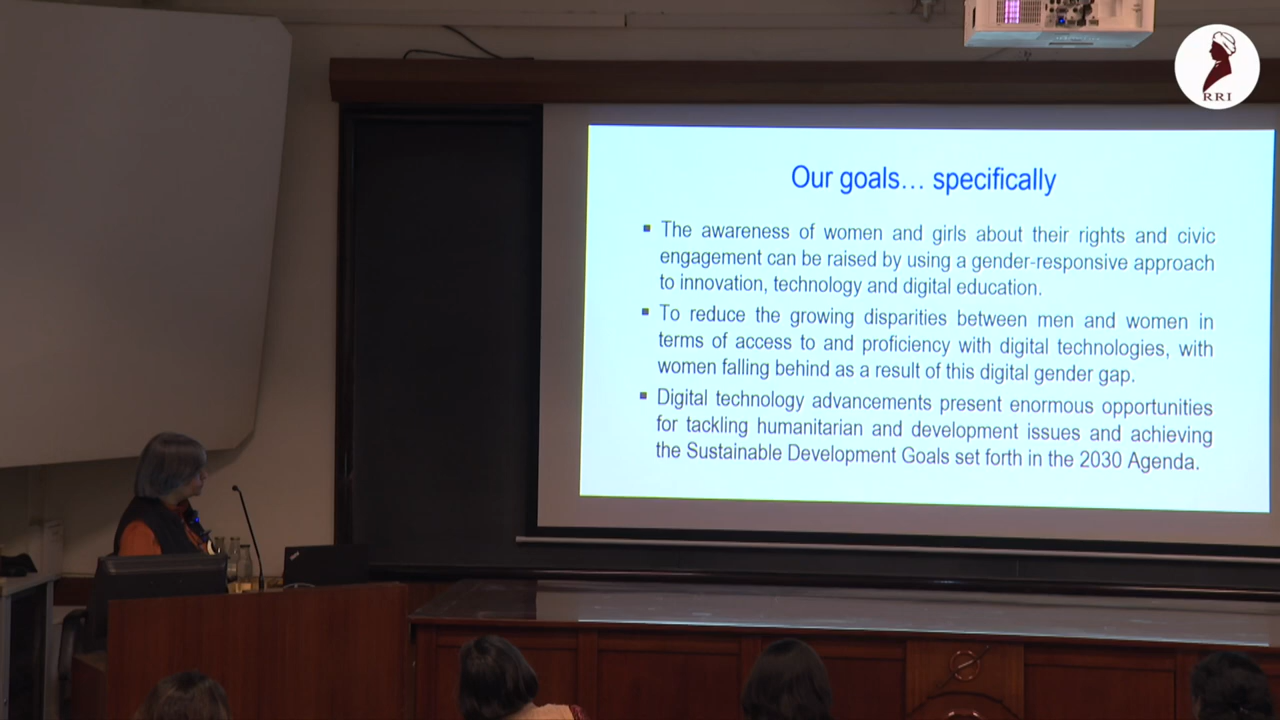 RRI
Our goals… specifically
▪ The awareness of women and girls about their rights and civic
engagement can be raised by using a gender-responsive approach
to innovation, technology and digital education.
▪ To reduce the growing disparities between men and women in
terms of access to and proficiency with digital technologies, with
women falling behind as a result of this digital gender gap.
▪ Digital technology advancements present enormous opportunities
for tackling humanitarian and development issues and achieving
the Sustainable Development Goals set forth in the 2030 Agenda.